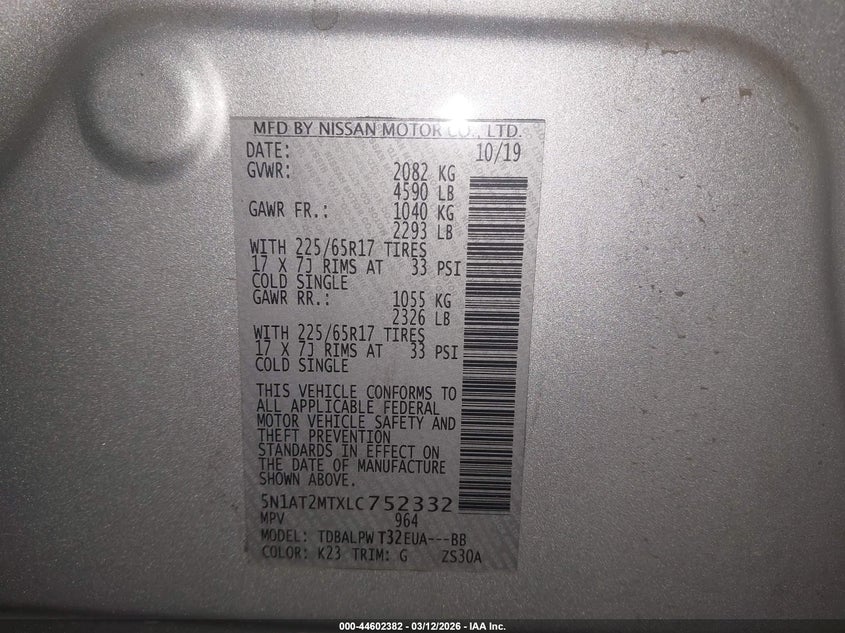 MFD BY NISSAN MOTOR CO., LTD.
DATE: 10/19
GVWR: 2082 KG
4590 LB
GAWR FR.: 1040 KG
2293 LB
WITH 225/65R17 TIRES
17 X 7J RIMS AT 33 PSI
COLD SINGLE
GAWR RR.: 1055 KG
2326 LB
WITH 225/65R17 TIRES
17 X 7J RIMS AT 33 PSI
COLD SINGLE
THIS VEHICLE CONFORMS TO
ALL APPLICABLE FEDERAL
MOTOR VEHICLE SAFETY AND
THEFT PREVENTION
STANDARDS IN EFFECT ON
THE DATE OF MANUFACTURE
SHOWN ABOVE.
5N1AT2MTXLC752332
MPV 964
MODEL: TDBALPW T32EUA---BB
COLOR: K23 TRIM: G ZS30A
000-44602382 - 03/12/2026 - IAA Inc.